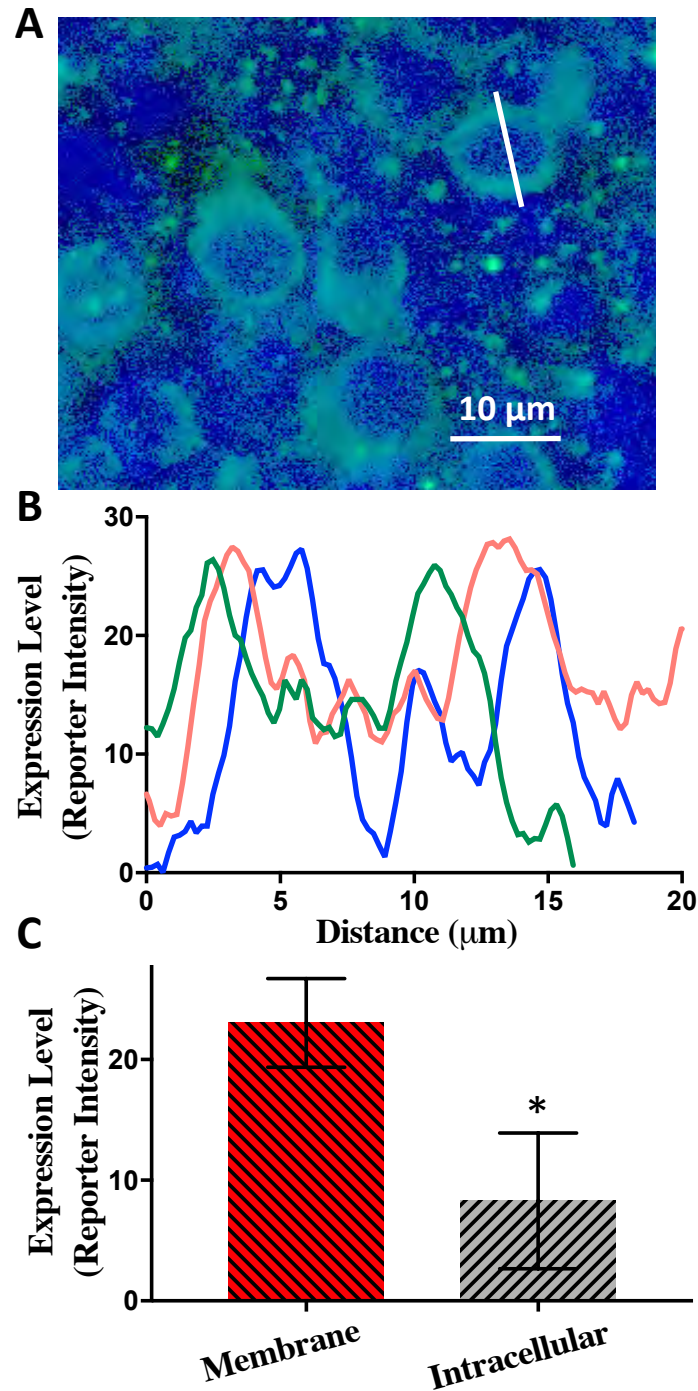 A
10 µm
B
Expression Level
(Reporter Intensity)
30
20
10
0
0 5 10 15 20
Distance (µm)
C
Expression Level
(Reporter Intensity)
20
10
0
*
Membrane
Intracellular